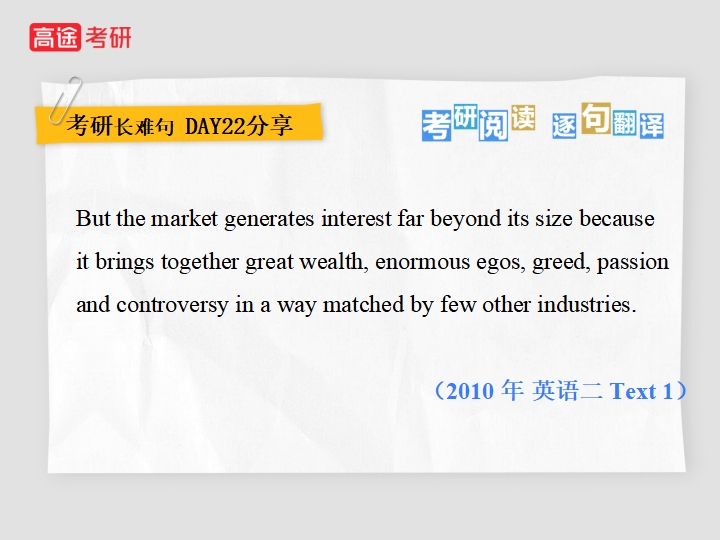 高途考研
考研长难句 DAY22分享
考研阅读 逐句翻译
But the market generates interest far beyond its size because
it brings together great wealth, enormous egos, greed, passion
and controversy in a way matched by few other industries.
（2010 年 英语二 Text 1）